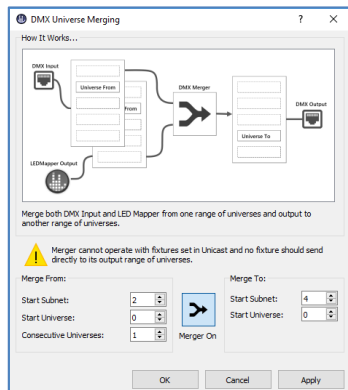 DMX Universe Merging
? X
How It Works...
DMX Input
Universe From
From
DMX Merger
DMX Output
Universe To
LEDMapper Output
Merge both DMX Input and LED Mapper from one range of universes and output to
another range of universes.
Merger cannot operate with fixtures set in Unicast and no fixture should send
directly to its output range of universes.
Merge From:
Start Subnet: 2
Start Universe: 0
Consecutive Universes: 1
Merger On
Merge To:
Start Subnet: 4
Start Universe: 0
OK
Cancel
Apply